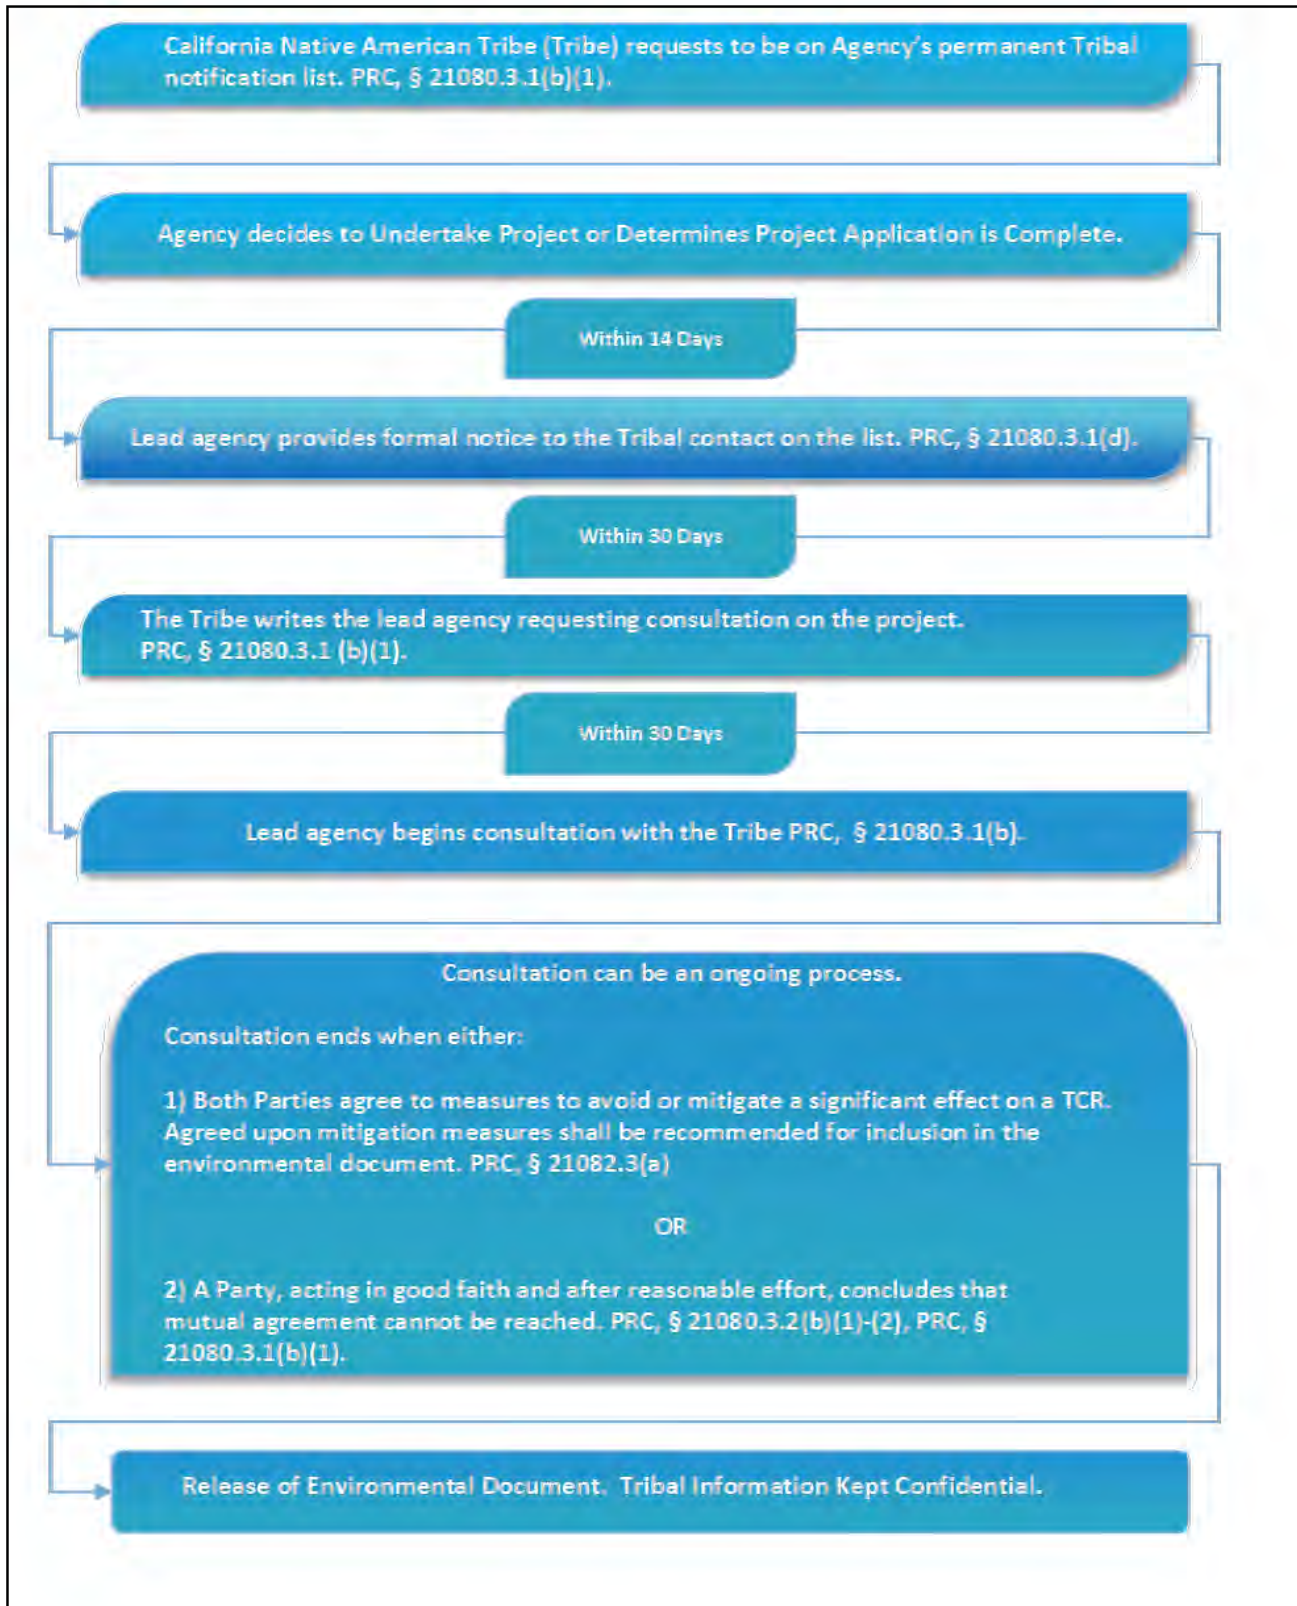 California Native American Tribe (Tribe) requests to be on Agency's permanent Tribal
notification list. PRC, § 21080.3.1(b)(1).
Agency decides to Undertake Project or Determines Project Application is Complete.
Within 14 Days
Lead agency provides formal notice to the Tribal contact on the list. PRC, § 21080.3.1(d).
Within 30 Days
The Tribe writes the lead agency requesting consultation on the project.
PRC, § 21080.3.1 (b)(1).
Within 30 Days
Lead agency begins consultation with the Tribe PRC,  § 21080.3.1(b).
Consultation can be an ongoing process.
Consultation ends when either:
1) Both Parties agree to measures to avoid or mitigate a significant effect on a TCR.
Agreed upon mitigation measures shall be recommended for inclusion in the
environmental document. PRC, § 21082.3(a)
OR
2) A Party, acting in good faith and after reasonable effort, concludes that
mutual agreement cannot be reached. PRC, § 21080.3.2(b)(1)-(2), PRC, §
21080.3.1(b)(1).
Release of Environmental Document.  Tribal Information Kept Confidential.